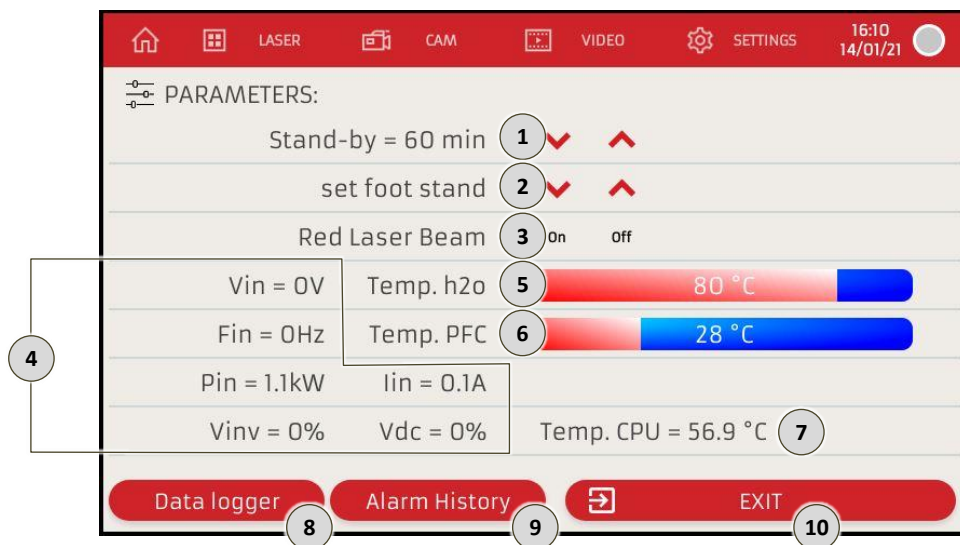 LASER CAM VIDEO SETTINGS 16:10
14/01/21
PARAMETERS:
Stand-by = 60 min 1
set foot stand 2
Red Laser Beam 3 On Off
Vin = 0V Temp. h2o 5 80 °C
Fin = 0Hz Temp. PFC 6 28 °C
4
Pin = 1.1kW Iin = 0.1A
Vinv = 0% Vdc = 0% Temp. CPU = 56.9 °C 7
Data logger Alarm History EXIT
8 9 10